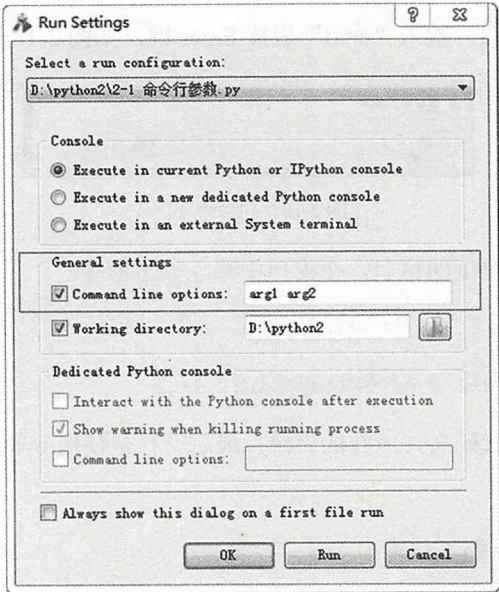 Run Settings
Select a run configuration:
D:\python2\2-1 命令行参数.py
Console
Execute in current Python or IPython console
Execute in a new dedicated Python console
Execute in an external System terminal
General settings
Command line options: arg1 arg2
Working directory: D:\python2
Dedicated Python console
Interact with the Python console after execution
Show warning when killing running process
Command line options:
Always show this dialog on a first file run
OK Run Cancel